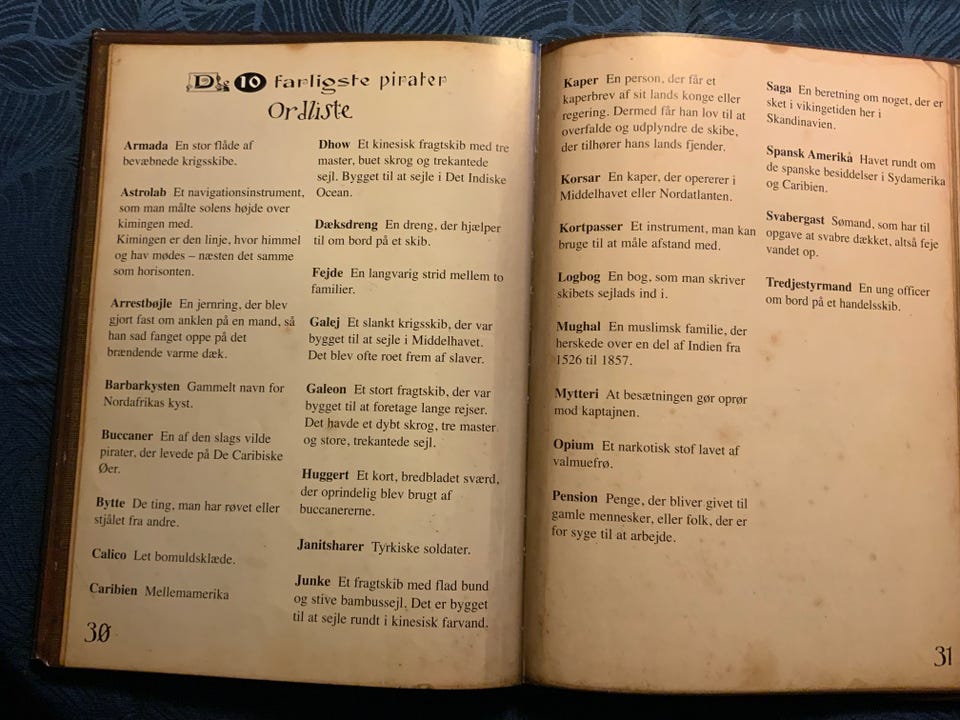 De 10 farligste pirater
Ordliste
Armada En stor flåde af
bevæbnede krigsskibe.
Astrolab Et navigationsinstrument,
som man målte solens højde over
kimingen med.
Kimingen er den linje, hvor himmel
og hav mødes – næsten det samme
som horisonten.
Arrestbøjle En jernring, der blev
gjort fast om anklen på en mand, så
han sad fanget oppe på det
brændende varme dæk.
Barbarkysten Gammelt navn for
Nordafrikas kyst.
Buccaner En af den slags vilde
pirater, der levede på De Caribiske
Øer.
Bytte De ting, man har røvet eller
stjålet fra andre.
Calico Let bomuldsklæde.
Caribien Mellemamerika
30
Dhow Et kinesisk fragtskib med tre
master, buet skrog og trekantede
sejl. Bygget til at sejle i Det Indiske
Ocean.
Dæksdreng En dreng, der hjælper
til om bord på et skib.
Fejde En langvarig strid mellem to
familier.
Galej Et slankt krigsskib, der var
bygget til at sejle i Middelhavet.
Det blev ofte roet frem af slaver.
Galeon Et stort fragtskib, der var
bygget til at foretage lange rejser.
Det havde et dybt skrog, tre master
og store, trekantede sejl.
Huggert Et kort, bredbladet sværd,
der oprindelig blev brugt af
buccanererne.
Janitsharer Tyrkiske soldater.
Junke Et fragtskib med flad bund
og stive bambussejl. Det er bygget
til at sejle rundt i kinesisk farvand.
Kaper En person, der får et
kaperbrev af sit lands konge eller
regering. Dermed får han lov til at
overfalde og udplyndre de skibe,
der tilhører hans lands fjender.
Korsar En kaper, der opererer i
Middelhavet eller Nordatlanten.
Kortpasser Et instrument, man kan
bruge til at måle afstand med.
Logbog En bog, som man skriver
skibets sejlads ind i.
Mughal En muslimsk familie, der
herskede over en del af Indien fra
1526 til 1857.
Mytteri At besætningen gør oprør
mod kaptajnen.
Opium Et narkotisk stof lavet af
valmuefrø.
Pension Penge, der bliver givet til
gamle mennesker, eller folk, der er
for syge til at arbejde.
Saga En beretning om noget, der er
sket i vikingetiden her i
Skandinavien.
Spansk Amerika Havet rundt om
de spanske besiddelser i Sydamerika
og Caribien.
Svabergast Sømand, som har til
opgave at svabre dækket, altså feje
vandet op.
Tredjestyrmand En ung officer
om bord på et handelsskib.
31